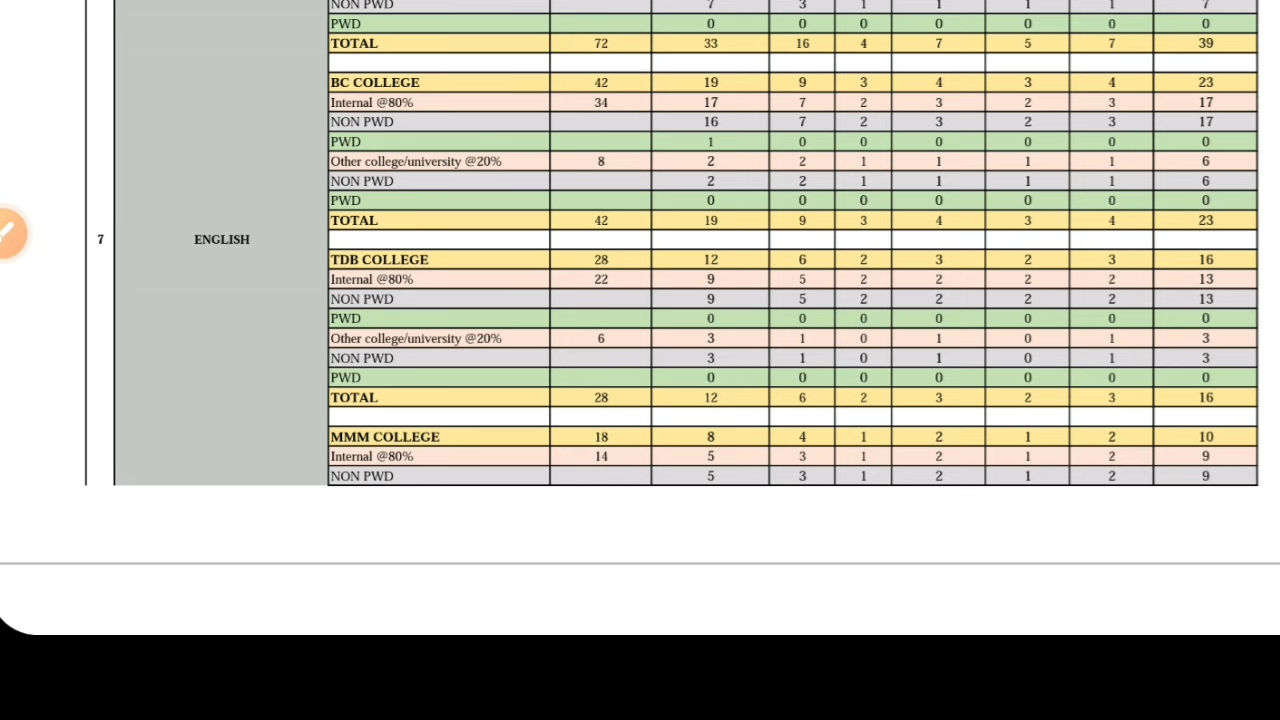 NON PWD 7 3 1 1 1 1 7
PWD 0 0 0 0 0 0 0
TOTAL 72 33 16 4 7 5 7 39
BC COLLEGE 42 19 9 3 4 3 4 23
Internal @80% 34 17 7 2 3 2 3 17
NON PWD 16 7 2 3 2 3 17
PWD 1 0 0 0 0 0 0
Other college/university @20% 8 2 2 1 1 1 1 6
NON PWD 2 2 1 1 1 1 6
PWD 0 0 0 0 0 0 0
TOTAL 42 19 9 3 4 3 4 23
7 ENGLISH
TDB COLLEGE 28 12 6 2 3 2 3 16
Internal @80% 22 9 5 2 2 2 2 13
NON PWD 9 5 2 2 2 2 13
PWD 0 0 0 0 0 0 0
Other college/university @20% 6 3 1 0 1 0 1 3
NON PWD 3 1 0 1 0 1 3
PWD 0 0 0 0 0 0 0
TOTAL 28 12 6 2 3 2 3 16
MMM COLLEGE 18 8 4 1 2 1 2 10
Internal @80% 14 5 3 1 2 1 2 9
NON PWD 5 3 1 2 1 2 9